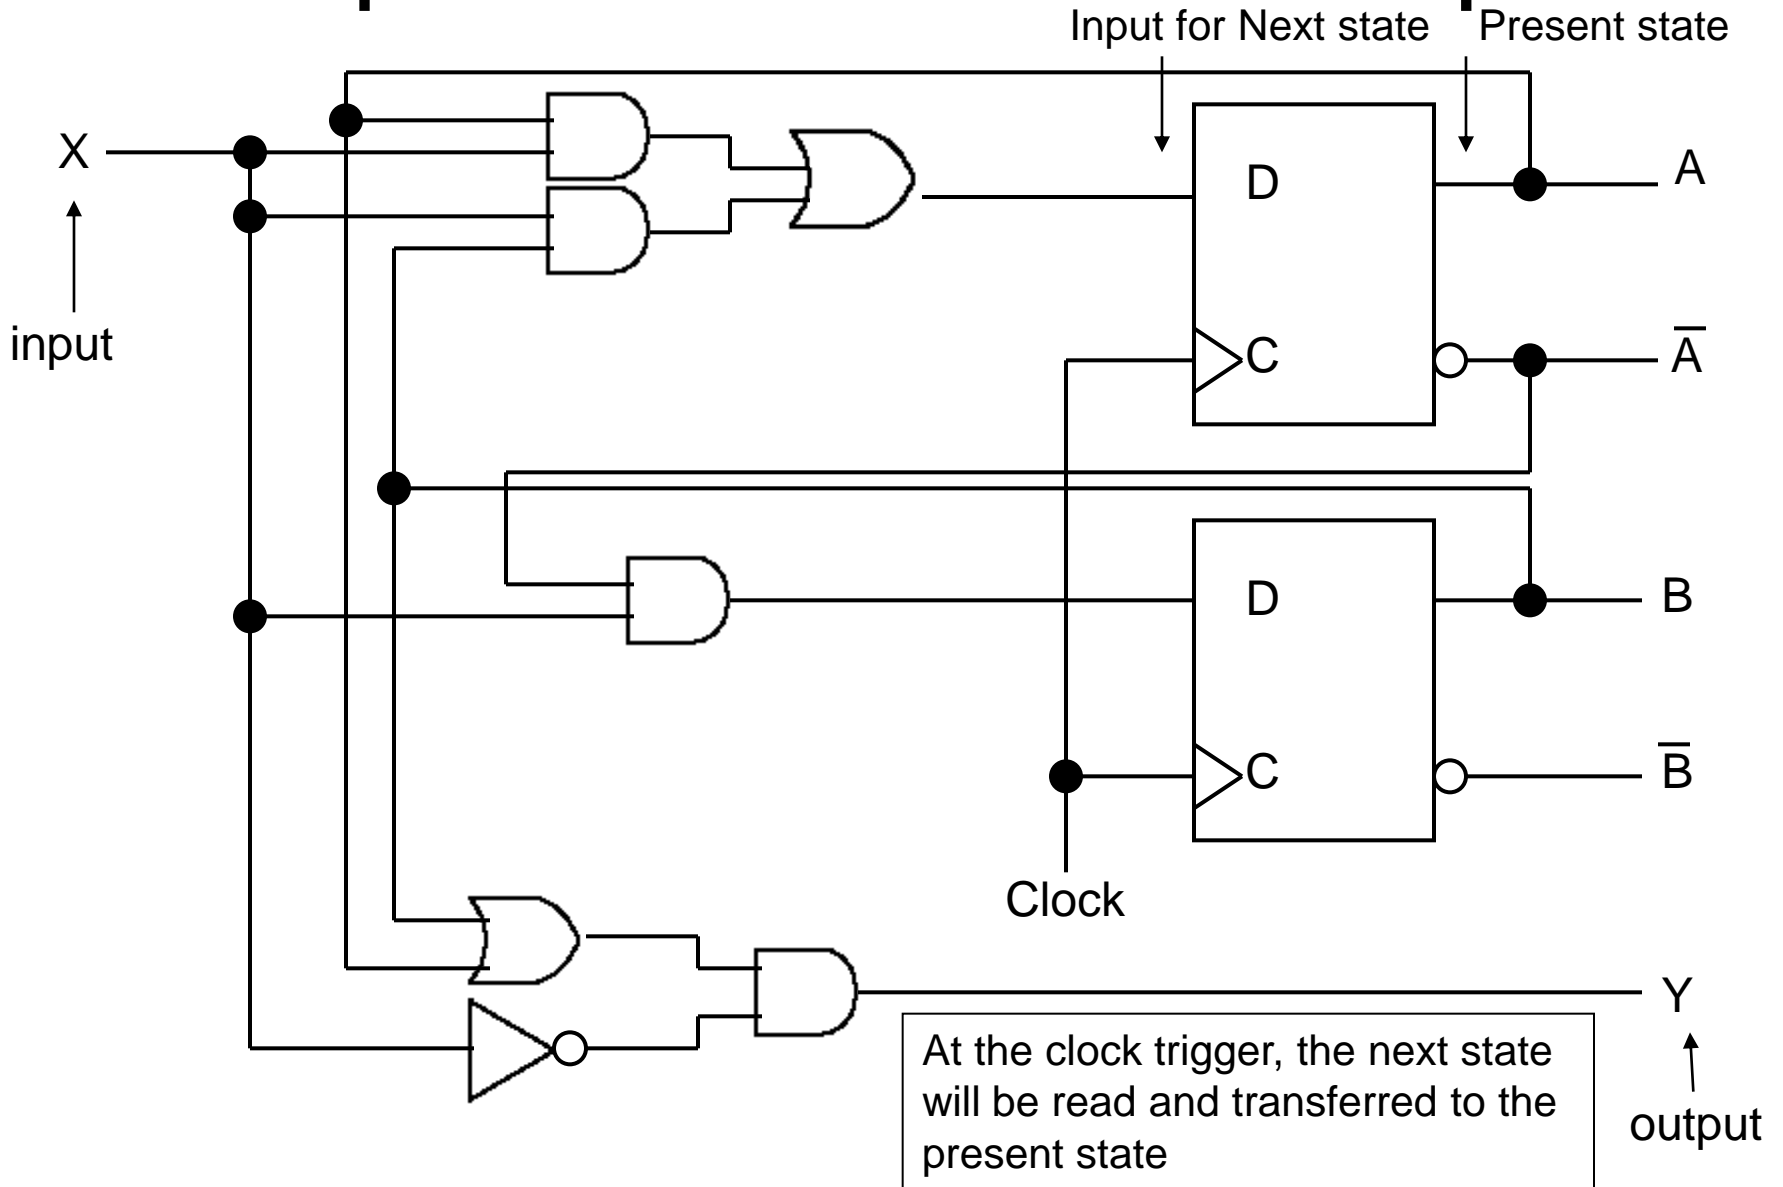 Input for Next state
Present state
X
A
D
input
C
A̅
D
B
C
B̅
Clock
Y
At the clock trigger, the next state
will be read and transferred to the
present state
output